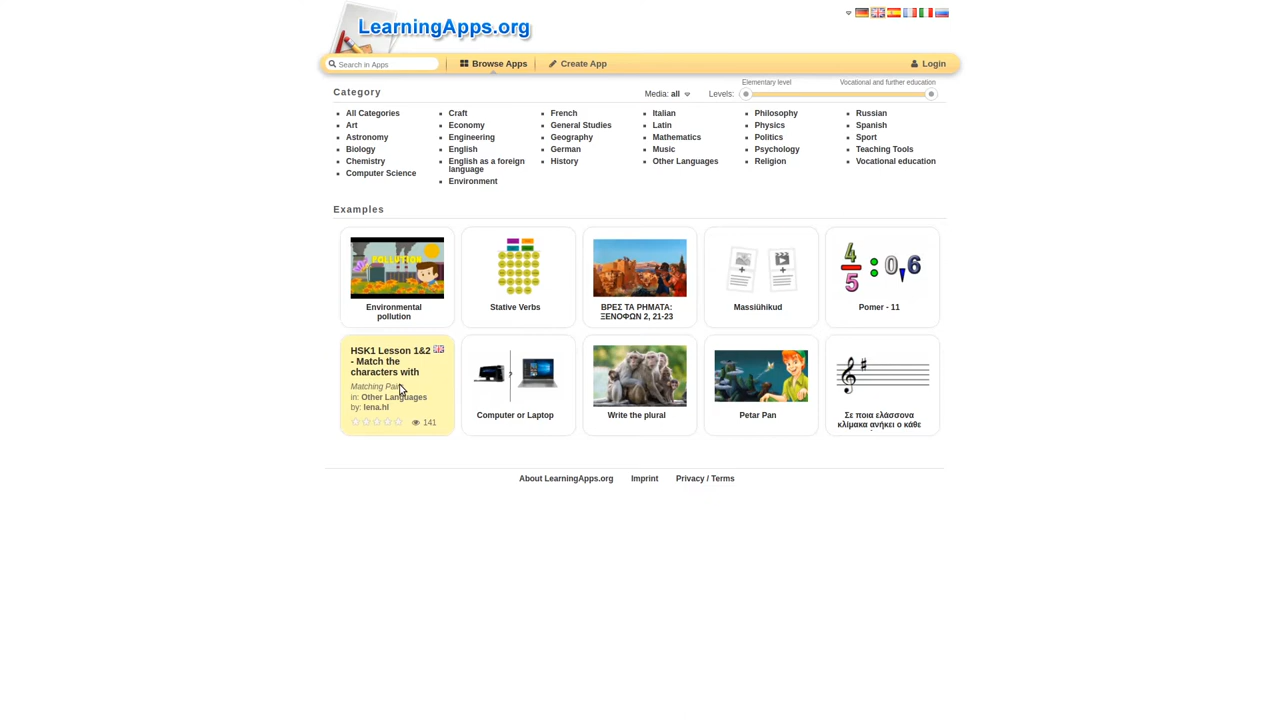 LearningApps.org
Search in Apps
Browse Apps
Create App
Login
Category
Media: all
Levels:
Elementary level
Vocational and further education
All Categories
Art
Astronomy
Biology
Chemistry
Computer Science
Craft
Economy
Engineering
English
English as a foreign
language
Environment
French
General Studies
Geography
German
History
Italian
Latin
Mathematics
Music
Other Languages
Philosophy
Physics
Politics
Psychology
Religion
Russian
Spanish
Sport
Teaching Tools
Vocational education
Examples
POLLUTION
Environmental
pollution
Stative Verbs
ΒΡΕΣ ΤΑ ΡΗΜΑΤΑ:
ΞΕΝΟΦΩΝ 2, 21-23
Massiühikud
4
5
:
0,6
Pomer - 11
HSK1 Lesson 1&2
- Match the
characters with
Matching Pairs
in: Other Languages
by: lena.hl
141
?
Computer or Laptop
Write the plural
Petar Pan
Σε ποια ελάσσονα
κλίμακα ανήκει ο κάθε
About LearningApps.org
Imprint
Privacy / Terms